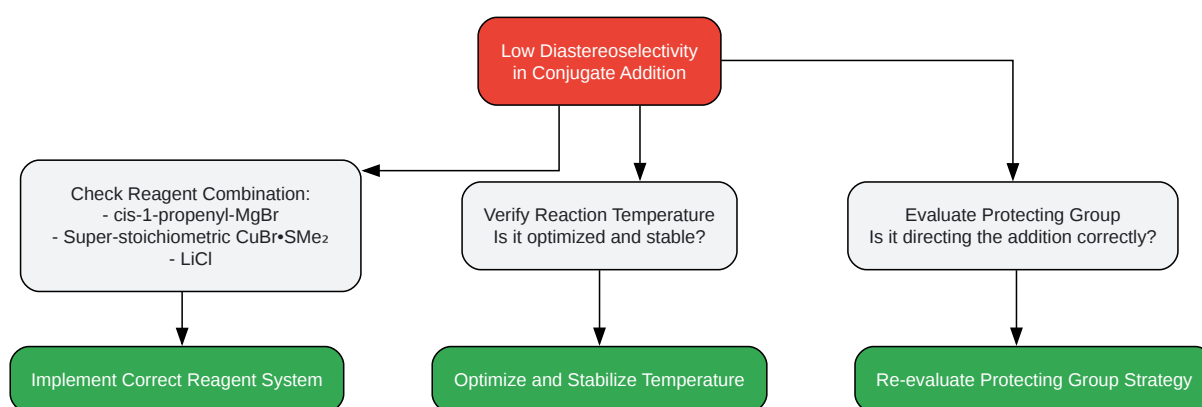 Low Diastereoselectivity
in Conjugate Addition
Check Reagent Combination:
- cis-1-propenyl-MgBr
- Super-stoichiometric CuBr•SMe₂
- LiCl
Verify Reaction Temperature
Is it optimized and stable?
Evaluate Protecting Group
Is it directing the addition correctly?
Implement Correct Reagent System
Optimize and Stabilize Temperature
Re-evaluate Protecting Group Strategy